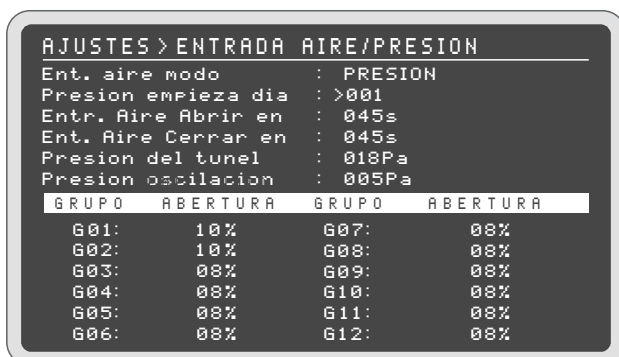 AJUSTES>ENTRADA AIRE/PRESION
Ent. aire modo : PRESION
Presion empieza dia : >001
Entr. Aire Abrir en : 045s
Ent. Aire Cerrar en : 045s
Presion del tunel : 018Pa
Presion oscilacion : 005Pa
GRUPO ABERTURA GRUPO ABERTURA
G01: 10% G07: 08%
G02: 10% G08: 08%
G03: 08% G09: 08%
G04: 08% G10: 08%
G05: 08% G11: 08%
G06: 08% G12: 08%